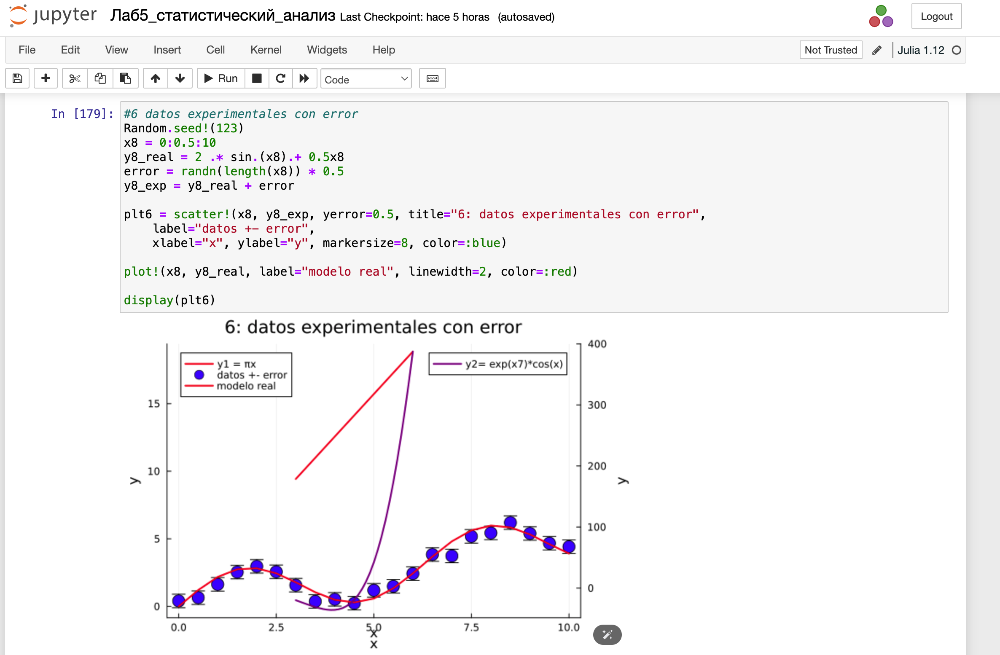 jupyter Лаб5_статистический_анализ Last Checkpoint: hace 5 horas (autosaved) Logout
File Edit View Insert Cell Kernel Widgets Help Not Trusted Julia 1.12
Run Code
In [179]: #6 datos experimentales con error
Random.seed!(123)
x8 = 0:0.5:10
y8_real = 2 .* sin.(x8).+ 0.5x8
error = randn(length(x8)) * 0.5
y8_exp = y8_real + error
plt6 = scatter!(x8, y8_exp, yerror=0.5, title="6: datos experimentales con error",
label="datos +- error",
xlabel="x", ylabel="y", markersize=8, color=:blue)
plot!(x8, y8_real, label="modelo real", linewidth=2, color=:red)
display(plt6)
6: datos experimentales con error
y1 = πx
datos +- error
modelo real
y2= exp(x7)*cos(x)
15
10
5
0
y
400
300
200
100
0
y
0.0 2.5 5.0 7.5 10.0
x
x